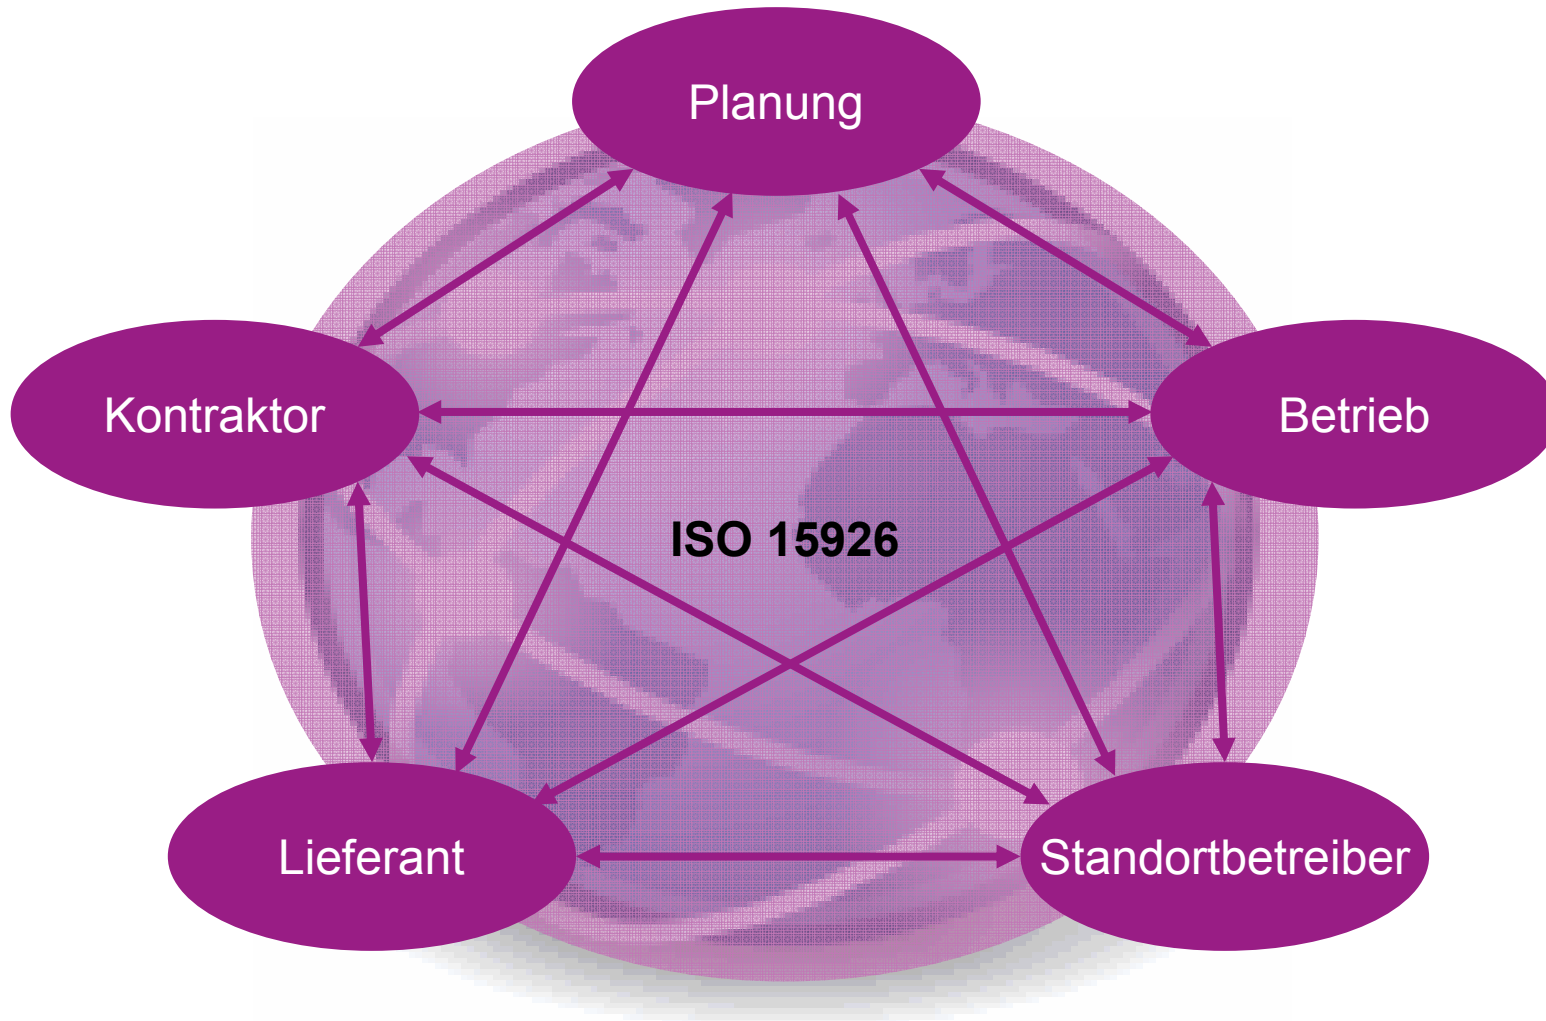 Planung
Kontraktor
Betrieb
ISO 15926
Lieferant
Standortbetreiber